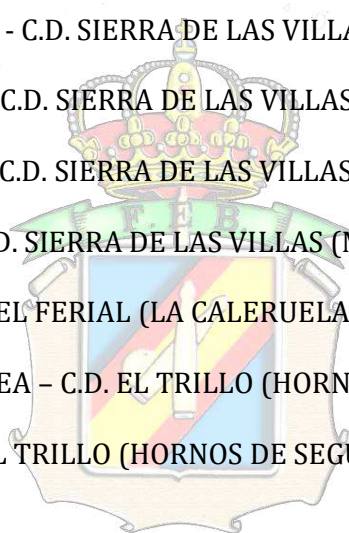 - C.D. SIERRA DE LAS VILLA
C.D. SIERRA DE LAS VILLAS
C.D. SIERRA DE LAS VILLAS
D. SIERRA DE LAS VILLAS (M
F. E. B
EL FERIAL (LA CALERUELA
EA – C.D. EL TRILLO (HORN
L TRILLO (HORNOS DE SEGU